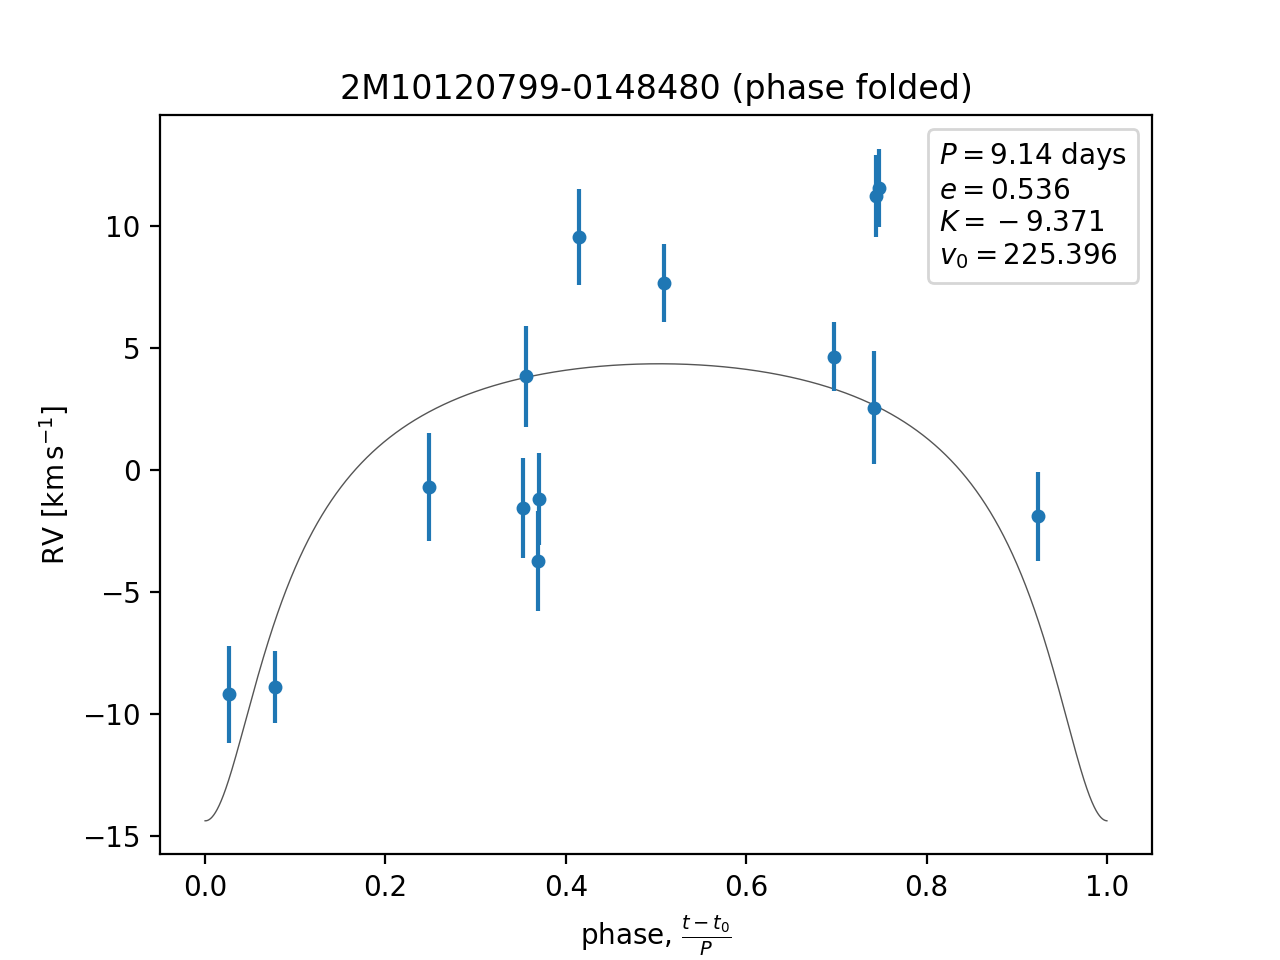 2M10120799-0148480 (phase folded)
P = 9.14 days
e = 0.536
K = −9.371
v₀ = 225.396
10
5
0
−5
−10
−15
RV [km s⁻¹]
0.0 0.2 0.4 0.6 0.8 1.0
phase, (t − t₀)/P